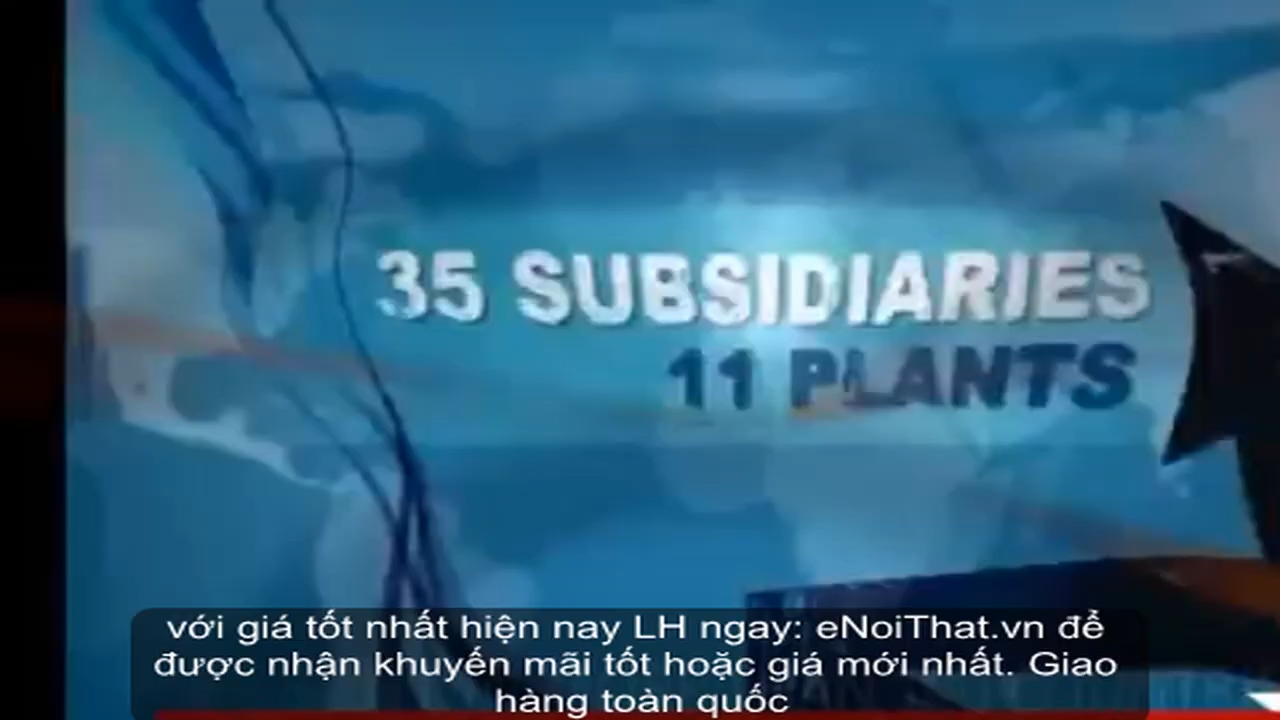 35 SUBSIDIARIES
11 PLANTS
với giá tốt nhất hiện nay LH ngay: eNoiThat.vn để
được nhận khuyến mãi tốt hoặc giá mới nhất. Giao
hàng toàn quốc